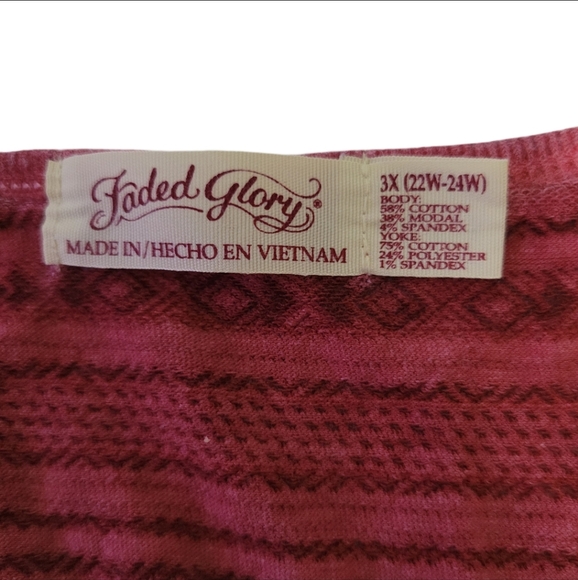 Faded Glory®
MADE IN/HECHO EN VIETNAM
3X (22W-24W)
BODY:
58% COTTON
38% MODAL
4% SPANDEX
YOKE:
75% COTTON
24% POLYESTER
1% SPANDEX